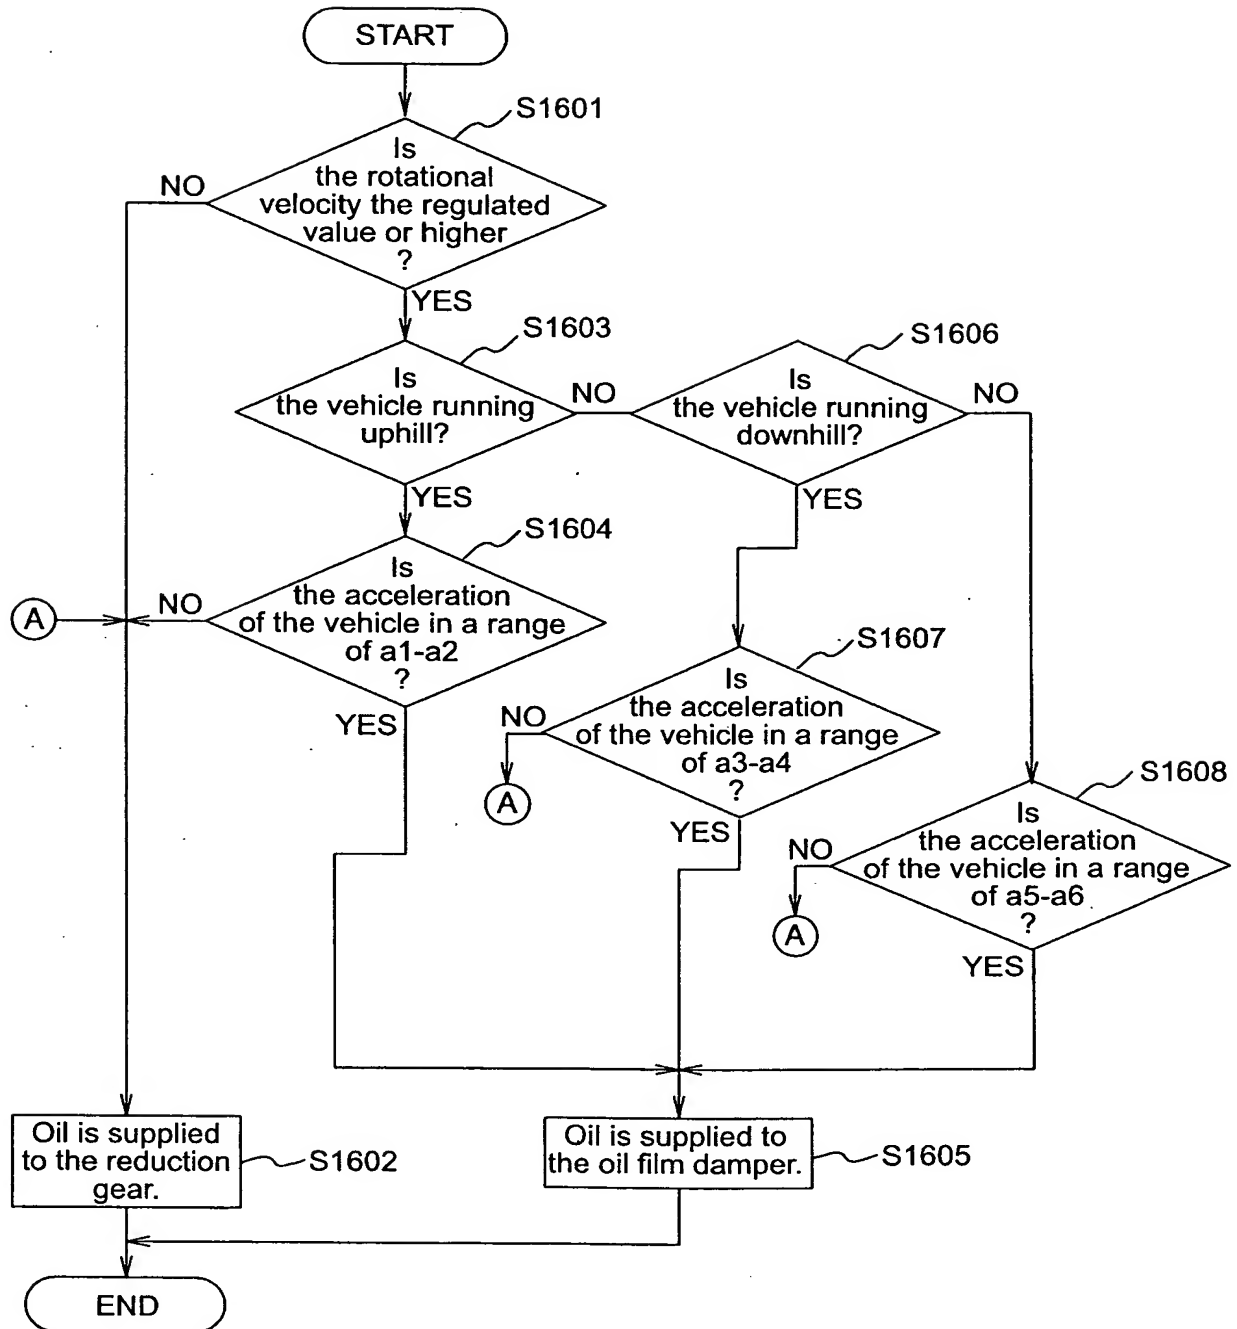 START
S1601
Is
the rotational
velocity the regulated
value or higher
?
NO
YES
S1603
Is
the vehicle running
uphill?
NO
YES
S1606
Is
the vehicle running
downhill?
NO
YES
S1604
Is
the acceleration
of the vehicle in a range
of a1-a2
?
NO
A
YES
S1607
Is
the acceleration
of the vehicle in a range
of a3-a4
?
NO
A
YES
S1608
Is
the acceleration
of the vehicle in a range
of a5-a6
?
NO
A
YES
Oil is supplied
to the reduction
gear.
S1602
Oil is supplied to
the oil film damper.
S1605
END